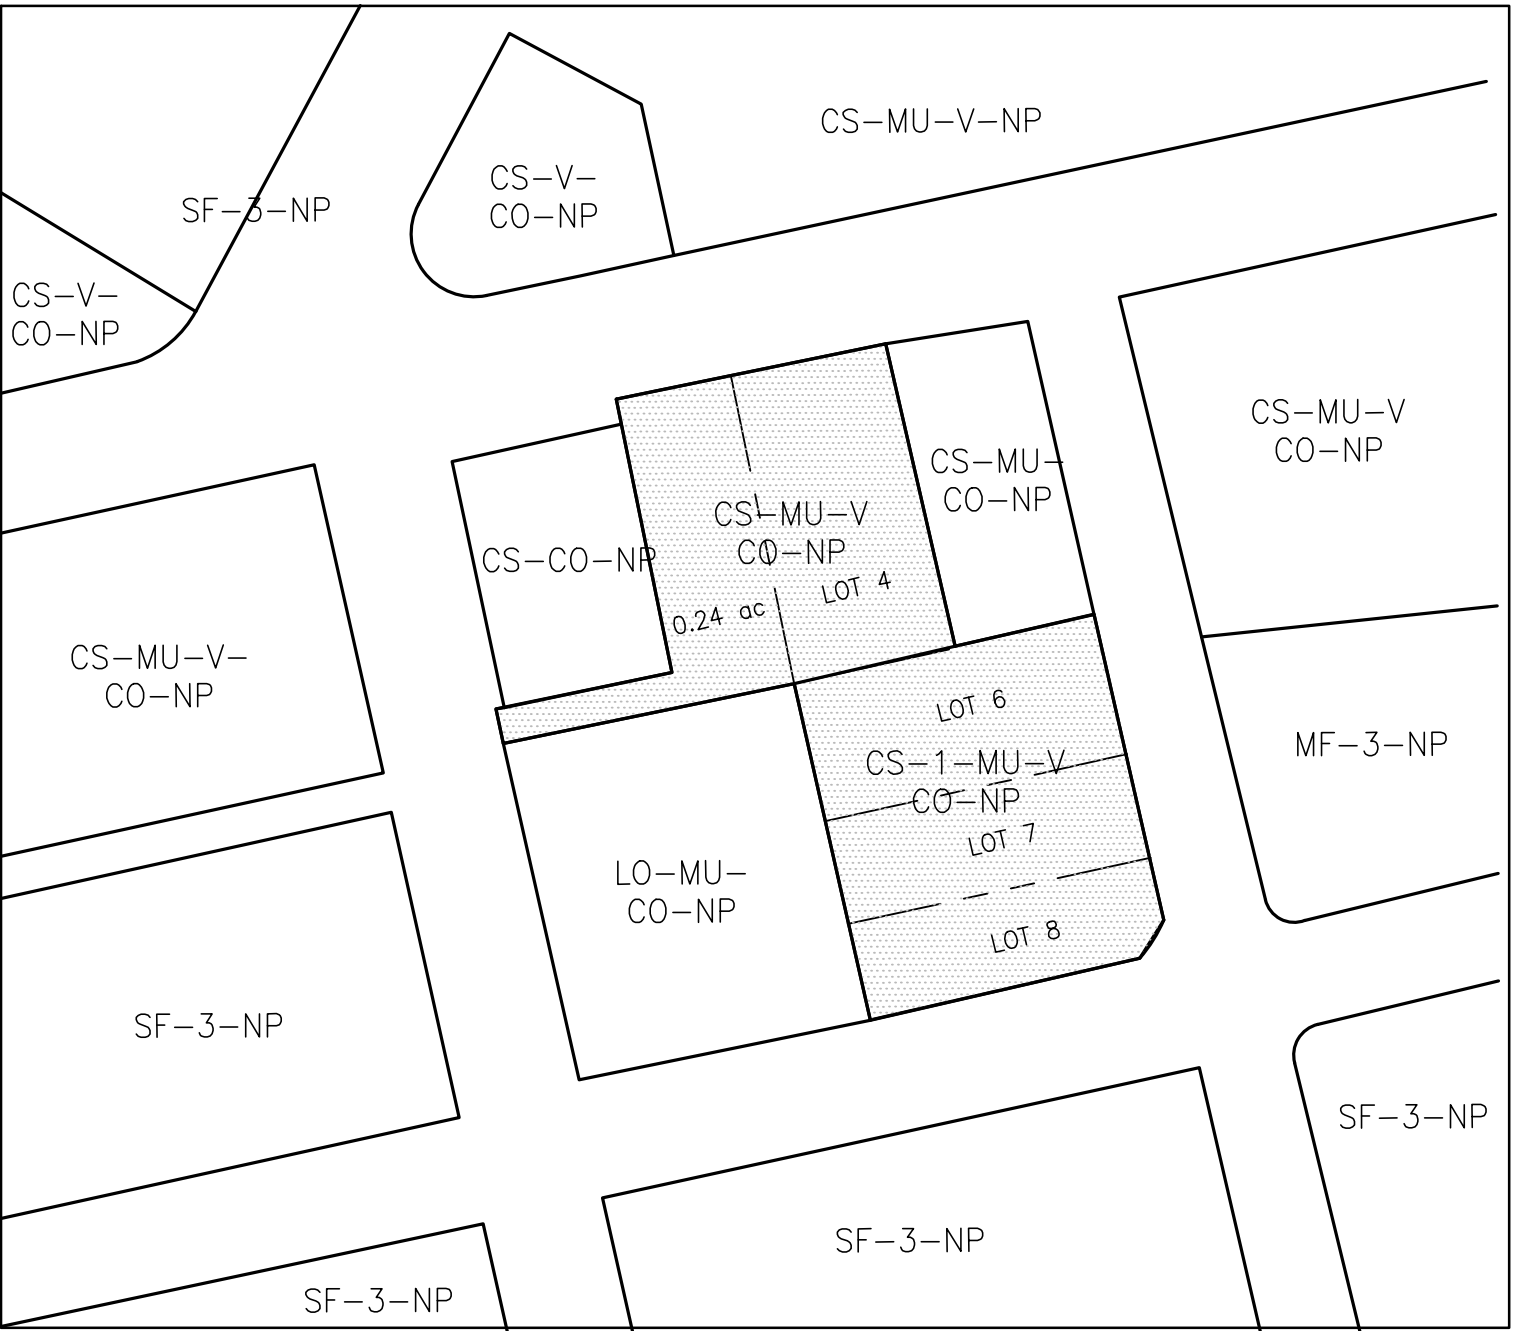 CS-MU-V-NP
CS-V-
CO-NP
SF-3-NP
CS-V-
CO-NP
CS-MU-V
CO-NP
CS-MU-
CO-NP
CS-MU-V
CO-NP
CS-CO-NP
LOT 4
0.24 ac
CS-MU-V-
CO-NP
LOT 6
CS-1-MU-V
CO-NP
MF-3-NP
LOT 7
LO-MU-
CO-NP
LOT 8
SF-3-NP
SF-3-NP
SF-3-NP
SF-3-NP